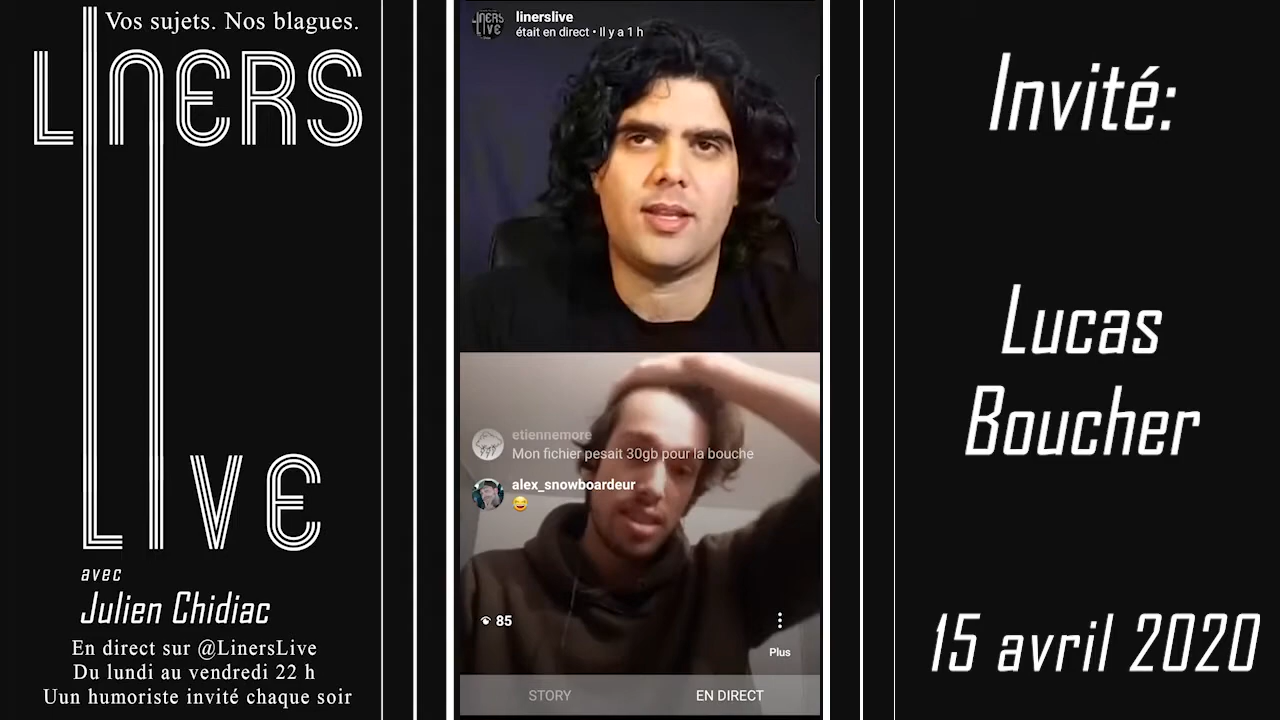 Vos sujets. Nos blagues.
LINERS
LIVE
avec
Julien Chidiac
En direct sur @LinersLive
Du lundi au vendredi 22 h
Uun humoriste invité chaque soir
LINERS
LIVE
linerslive
était en direct • Il y a 1 h
etiennemore
Mon fichier pesait 30gb pour la bouche
alex_snowboardeur
😅
85
Plus
STORY
EN DIRECT
Invité:
Lucas
Boucher
15 avril 2020